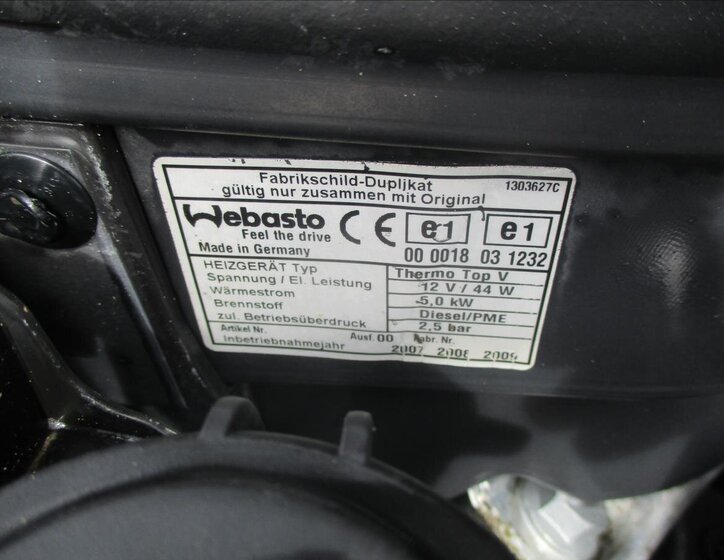 Fabrikschild-Duplikat
gültig nur zusammen mit Original
1303627C
Webasto
Feel the drive
Made in Germany
CE e1 e1
00 0018 03 1232
HEIZGERÄT Typ Thermo Top V
Spannung / El. Leistung 12 V / 44 W
Wärmestrom 5,0 kW
Brennstoff Diesel/PME
zul. Betriebsüberdruck 2,5 bar
Artikel Nr. Ausf. 00 Fabr. Nr.
Inbetriebnahmejahr 2007 2008 2009